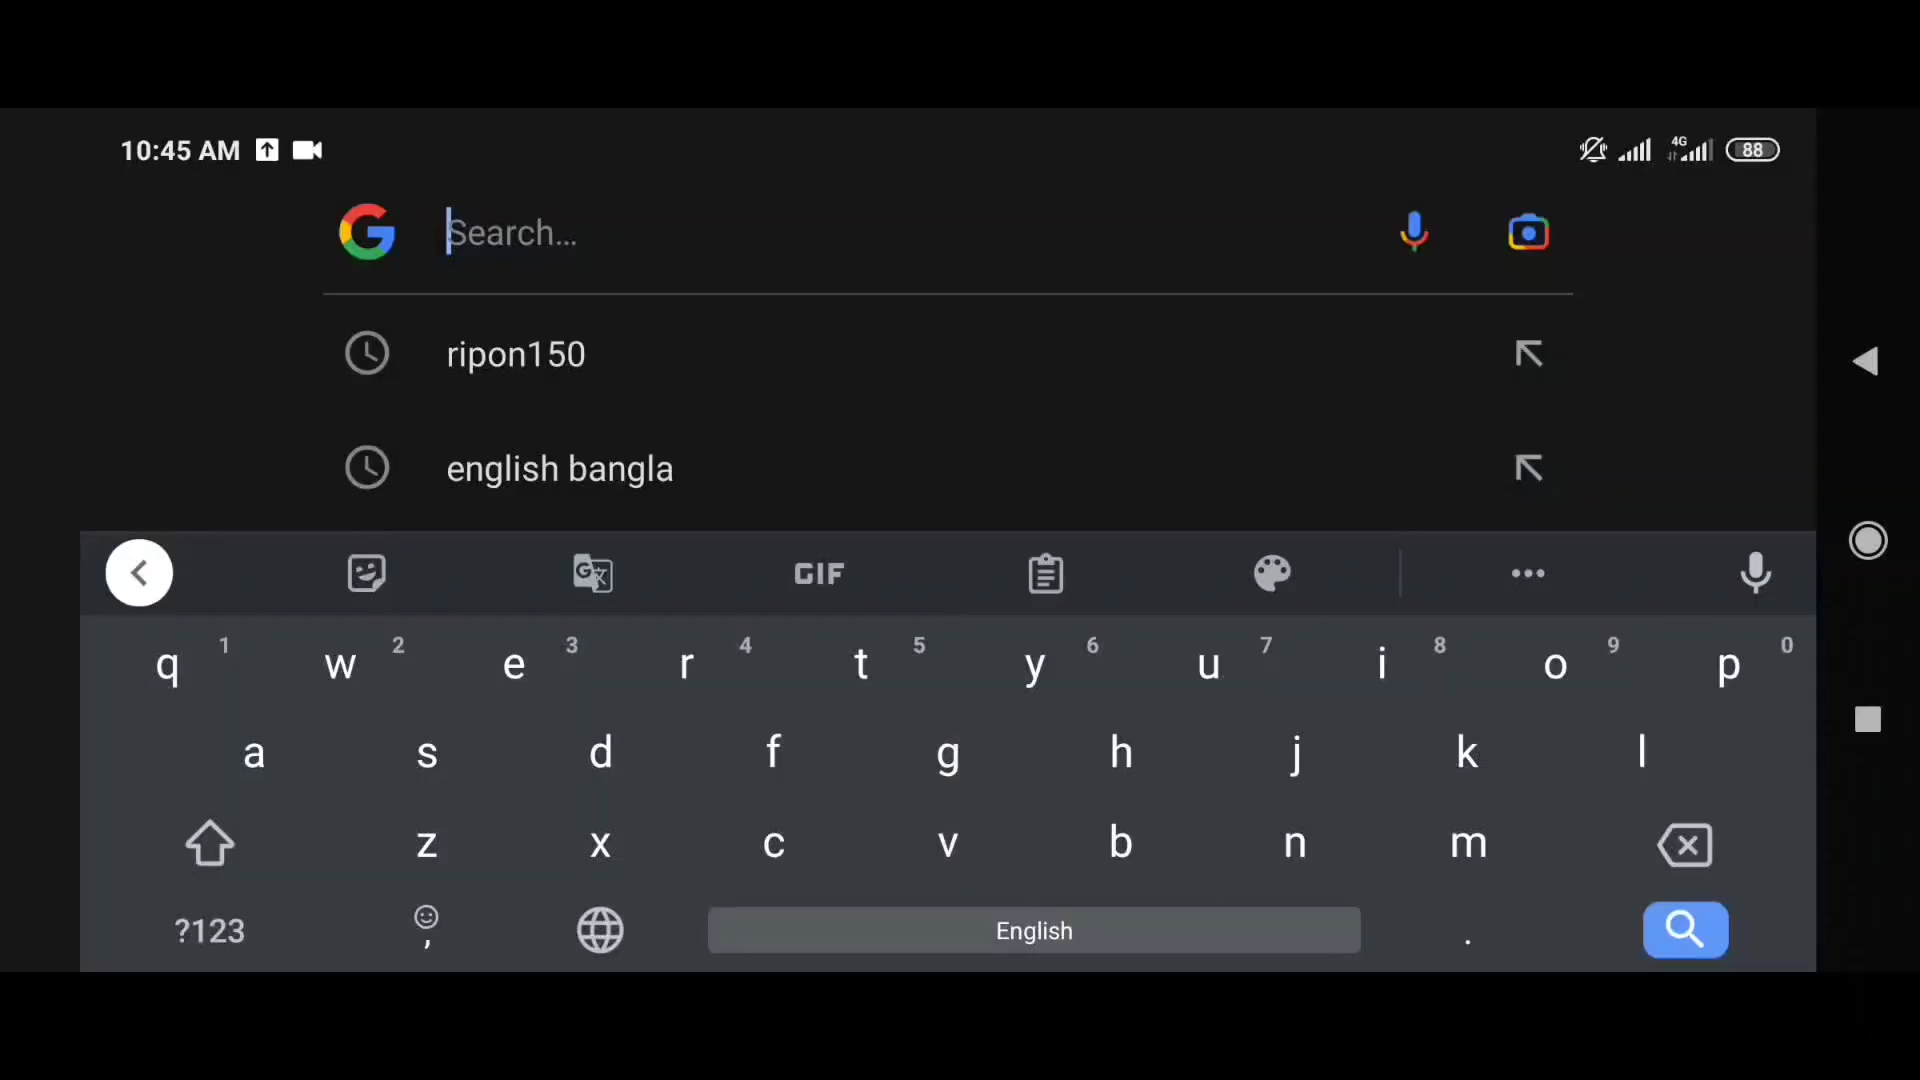 10:45 AM
4G
88
Search...
ripon150
english bangla
GIF
q 1 w 2 e 3 r 4 t 5 y 6 u 7 i 8 o 9 p 0
a s d f g h j k l
z x c v b n m
?123 , English .